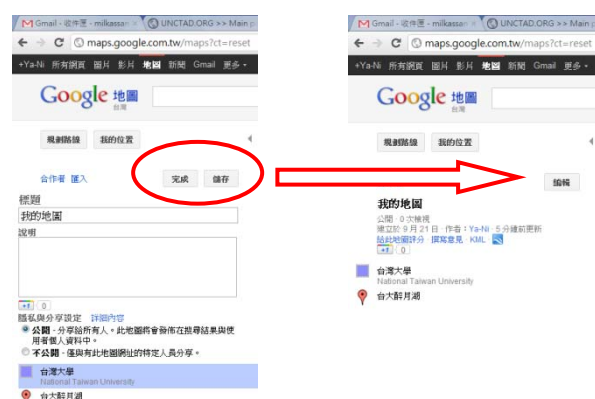 Gmail - 收件匣 - milkassan
UNCTAD.ORG >> Main p
maps.google.com.tw/maps?ct=reset
+Ya-Ni 所有網頁 圖片 影片 地圖 新聞 Gmail 更多
Google 地圖
台灣
規劃路線 我的位置
合作者 匯入 完成 儲存
標題
我的地圖
說明
+1 0
隱私與分享設定 詳細內容
公開 - 分享給所有人。此地圖將會發佈在搜尋結果與使
用者個人資料中。
不公開 - 僅與有此地圖網址的特定人員分享。
台灣大學
National Taiwan University
台大醉月湖
Gmail - 收件匣 - milkassan
UNCTAD.ORG >> Main p
maps.google.com.tw/maps?ct=reset
+Ya-Ni 所有網頁 圖片 影片 地圖 新聞 Gmail 更多
Google 地圖
台灣
規劃路線 我的位置
編輯
我的地圖
公開 · 0 次檢視
建立於 9 月 21 日 · 作者：Ya-Ni · 5 分鐘前更新
給此地圖評分 · 撰寫意見 · KML ·
+1 0
台灣大學
National Taiwan University
台大醉月湖